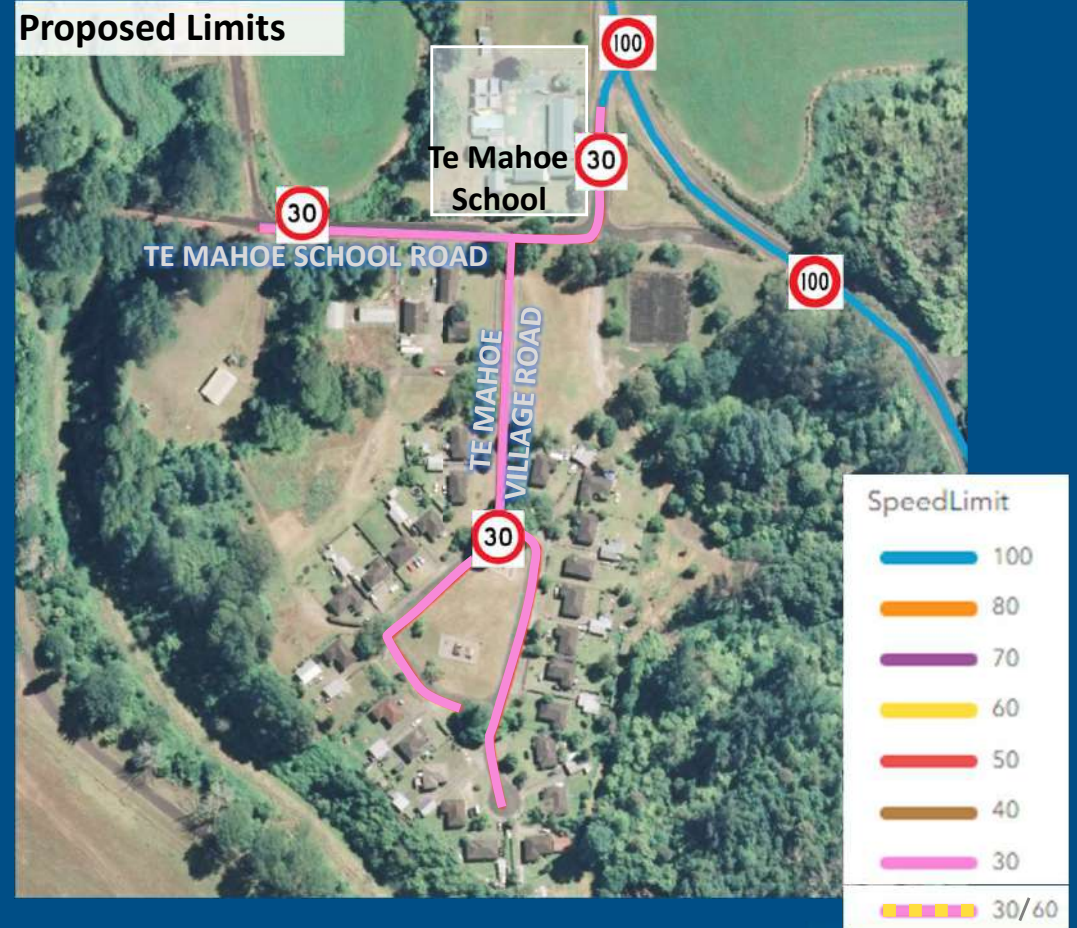 Proposed Limits
100
Te Mahoe
School
30
30
TE MAHOE SCHOOL ROAD
100
TE MAHOE
VILLAGE ROAD
30
SpeedLimit
100
80
70
60
50
40
30
30/60